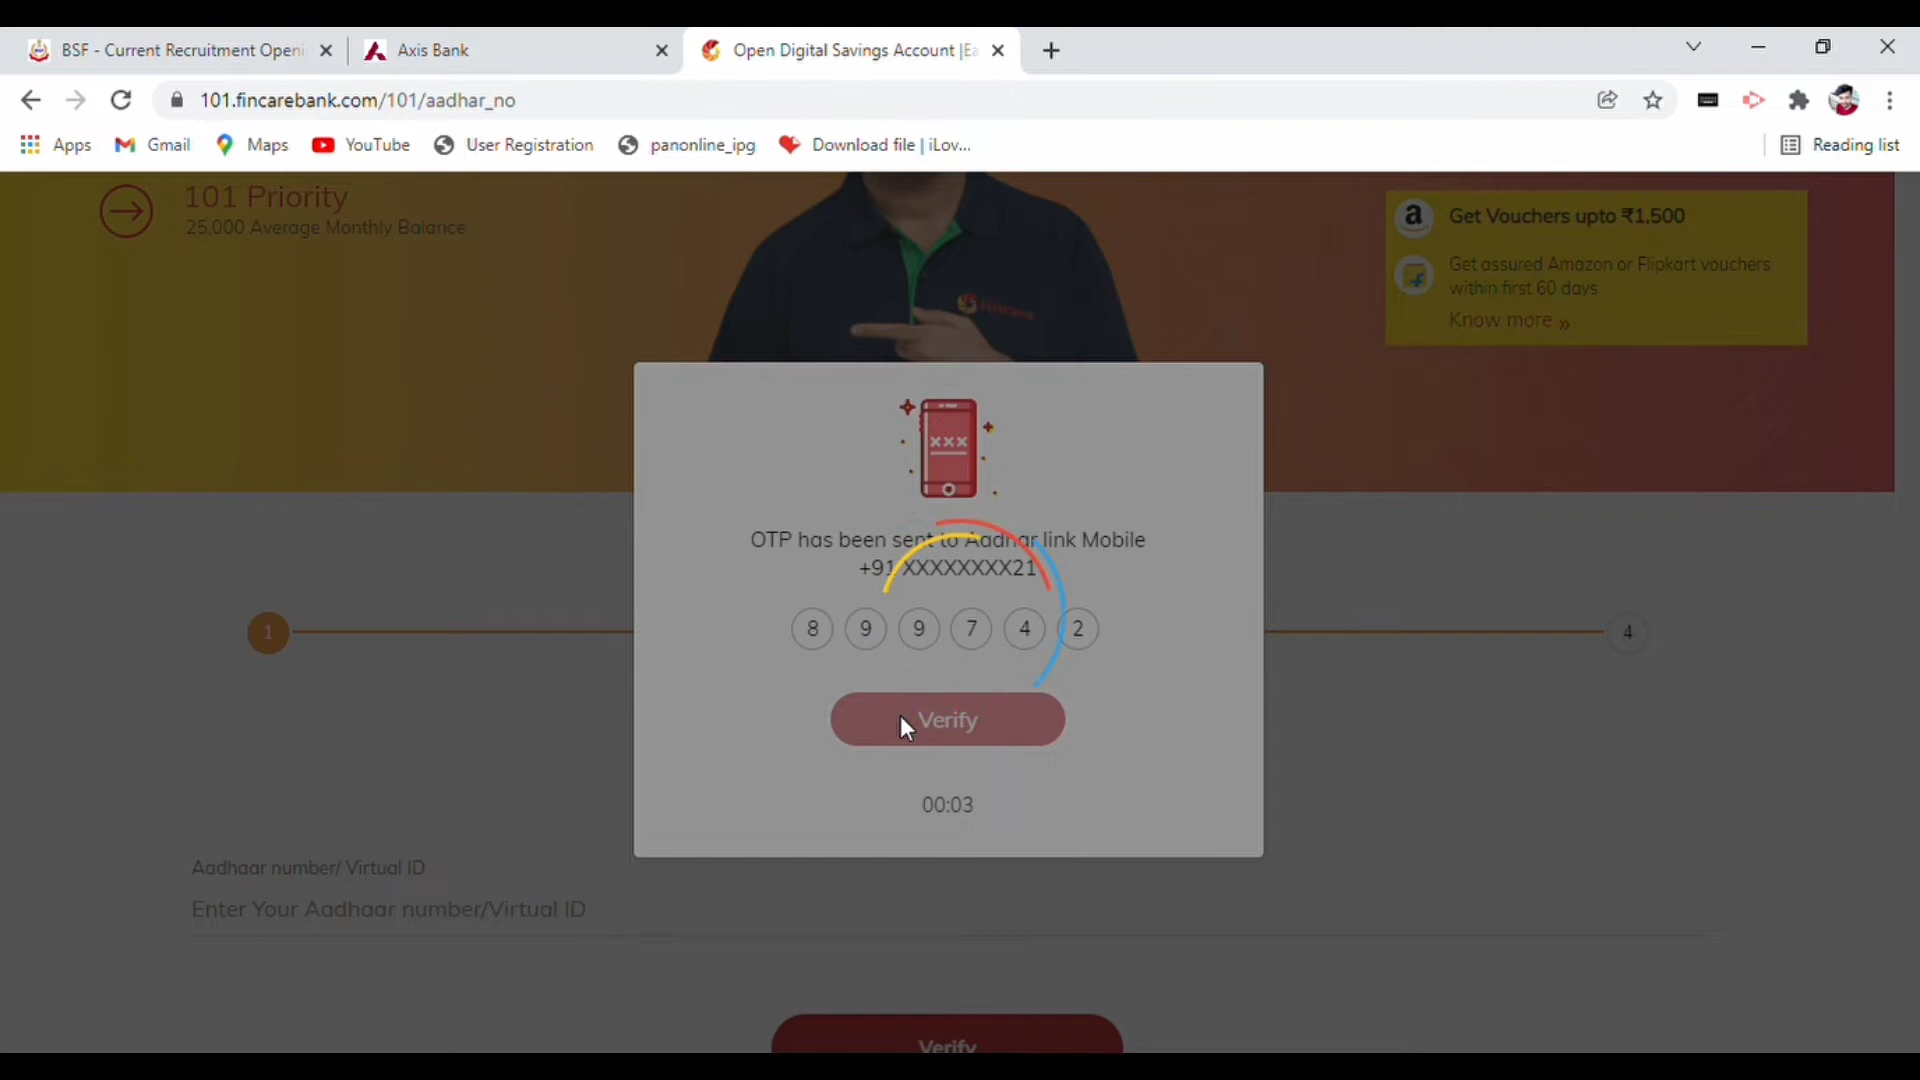 BSF - Current Recruitment Openi
Axis Bank
Open Digital Savings Account |Ea
101.fincarebank.com/101/aadhar_no
Apps
Gmail
Maps
YouTube
User Registration
panonline_ipg
Download file | iLov...
Reading list
101 Priority
25,000 Average Monthly Balance
Fincare
a
Get Vouchers upto ₹1,500
Get assured Amazon or Flipkart vouchers
within first 60 days
Know more »
XXX
OTP has been sent to Aadhar link Mobile
+91 XXXXXXXX21
8 9 9 7 4 2
1
4
Verify
00:03
Aadhaar number/ Virtual ID
Enter Your Aadhaar number/Virtual ID
Verify